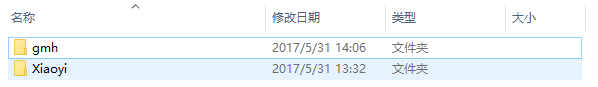 名称 修改日期 类型 大小
gmh 2017/5/31 14:06 文件夹
Xiaoyi 2017/5/31 13:32 文件夹